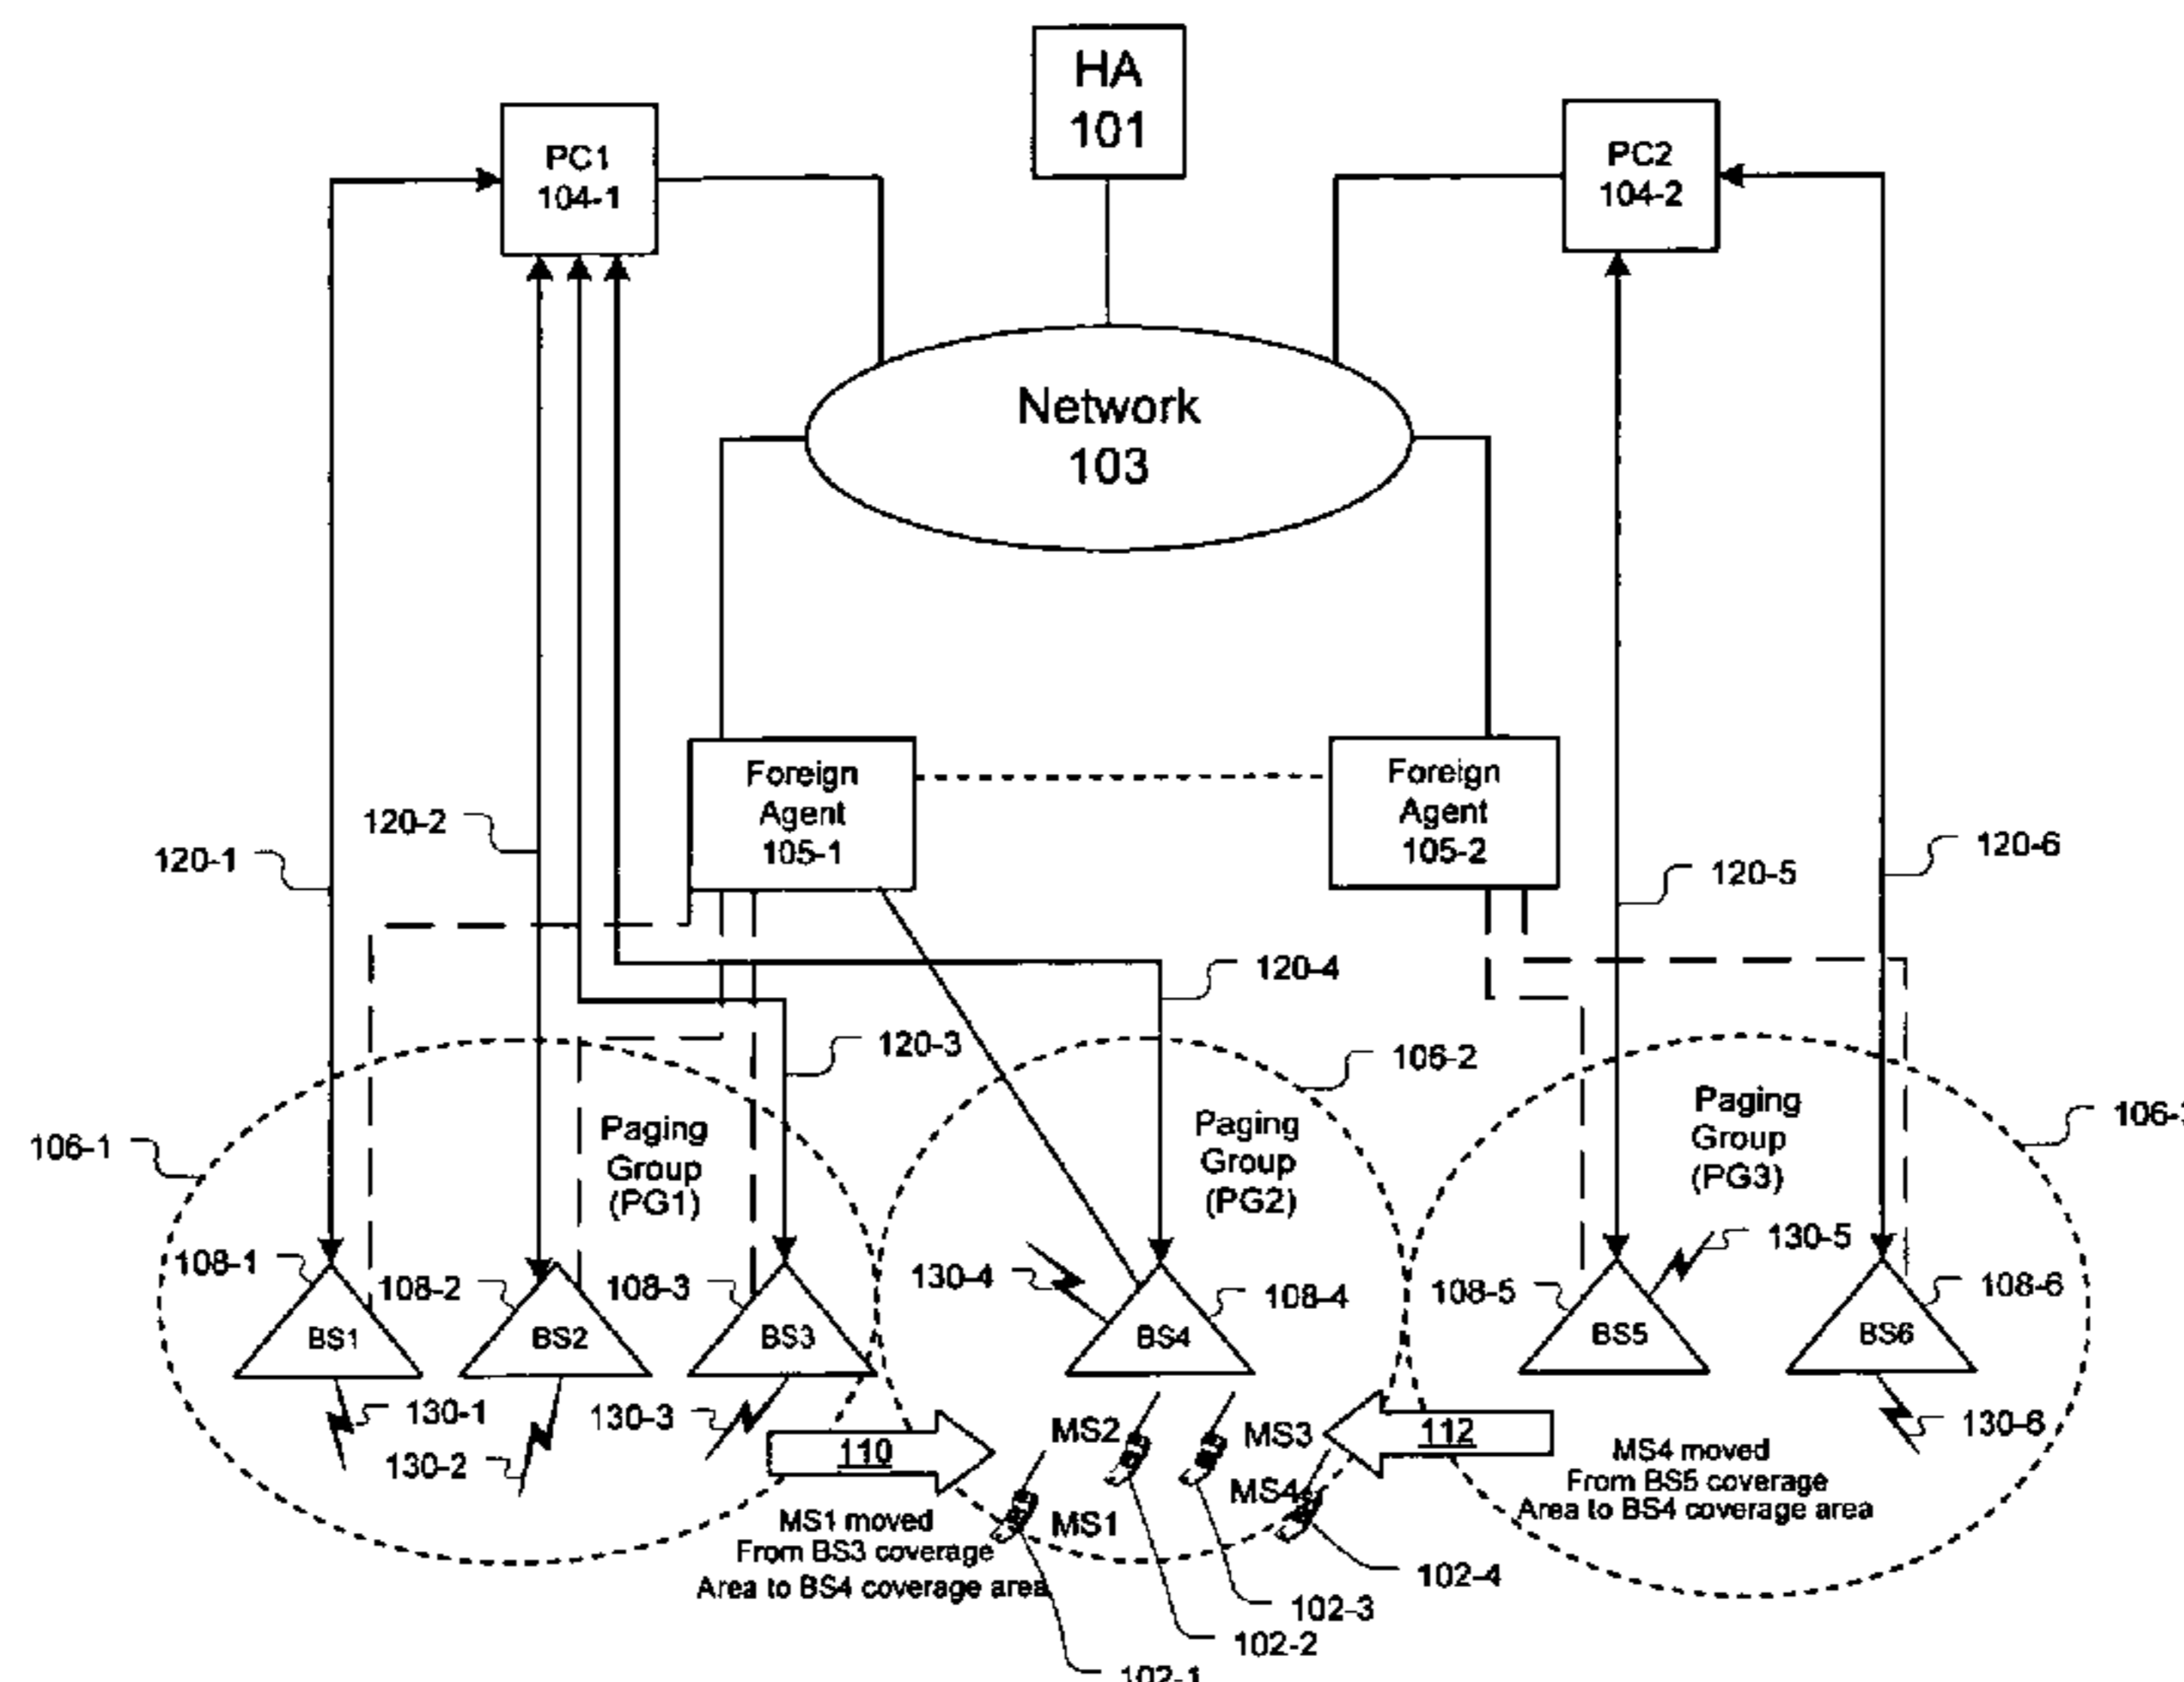 HA
101
PC1
104-1
PC2
104-2
Network
103
Foreign
Agent
105-1
Foreign
Agent
105-2
120-1
120-2
120-6
120-5
120-4
120-3
106-2
106-1
Paging
Group
(PG1)
Paging
Group
(PG2)
Paging
Group
(PG3)
106-
108-1
108-2
108-3
130-4
108-4
108-5
130-5
108-6
BS1
BS2
BS3
BS4
BS5
BS6
130-1
130-2
130-3
110
MS2
MS3
112
130-6
MS1
MS4
MS1 moved
From BS3 coverage
Area to BS4 coverage area
MS4 moved
From BS5 coverage
Area to BS4 coverage area
102-4
102-3
102-2
102-1